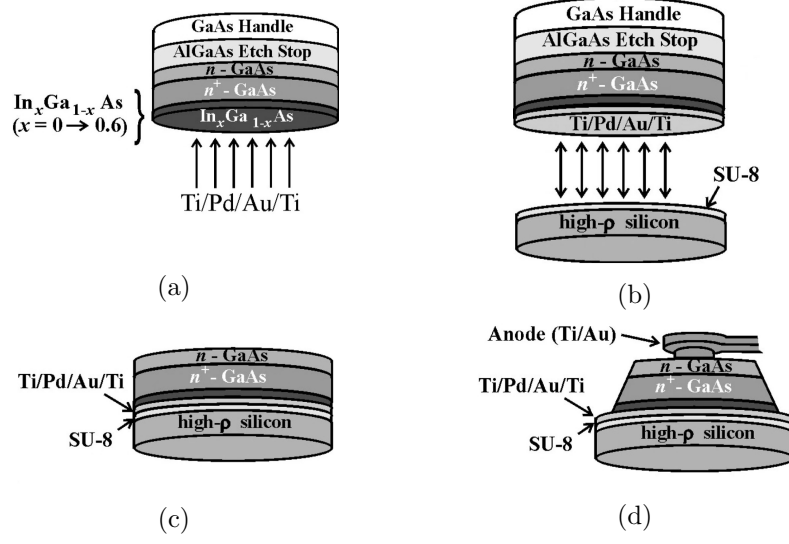 GaAs Handle
AlGaAs Etch Stop
n - GaAs
n⁺- GaAs
InₓGa₁₋ₓAs
(x = 0 → 0.6)
InₓGa₁₋ₓAs
Ti/Pd/Au/Ti
(a)
GaAs Handle
AlGaAs Etch Stop
n - GaAs
n⁺- GaAs
Ti/Pd/Au/Ti
SU-8
high-ρ silicon
(b)
n - GaAs
n⁺- GaAs
Ti/Pd/Au/Ti
SU-8
high-ρ silicon
(c)
Anode (Ti/Au)
n - GaAs
n⁺- GaAs
Ti/Pd/Au/Ti
SU-8
high-ρ silicon
(d)